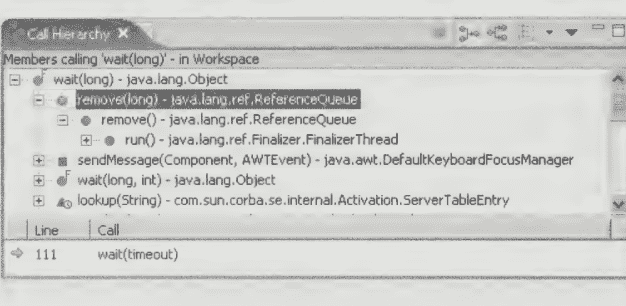 Call Hierarchy
Members calling 'wait(long)' - in Workspace
wait(long) - java.lang.Object
remove(long) - java.lang.ref.ReferenceQueue
remove() - java.lang.ref.ReferenceQueue
run() - java.lang.ref.Finalizer.FinalizerThread
sendMessage(Component, AWTEvent) - java.awt.DefaultKeyboardFocusManager
wait(long, int) - java.lang.Object
lookup(String) - com.sun.corba.se.internal.Activation.ServerTableEntry
Line Call
111 wait(timeout)